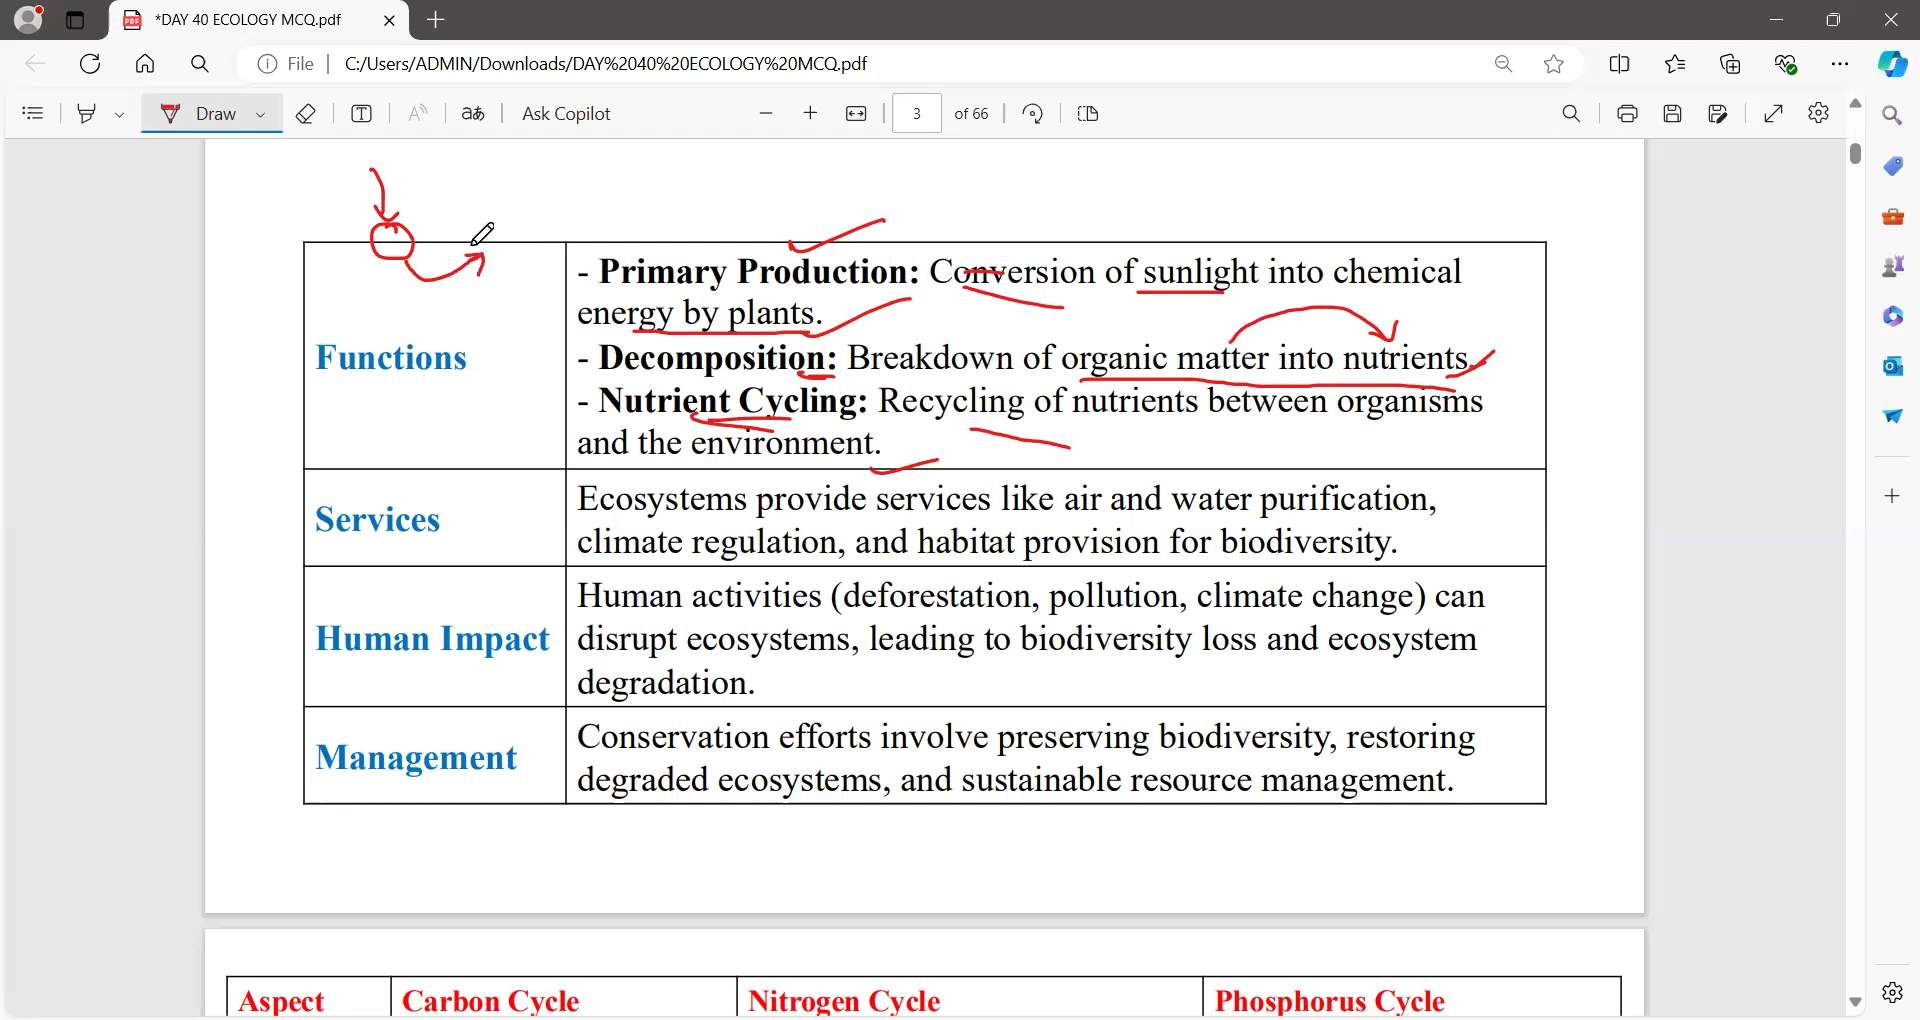 *DAY 40 ECOLOGY MCQ.pdf
File
C:/Users/ADMIN/Downloads/DAY%2040%20ECOLOGY%20MCQ.pdf
Draw
Ask Copilot
3
of 66
Functions
- Primary Production: Conversion of sunlight into chemical
energy by plants.
- Decomposition: Breakdown of organic matter into nutrients.
- Nutrient Cycling: Recycling of nutrients between organisms
and the environment.
Services
Ecosystems provide services like air and water purification,
climate regulation, and habitat provision for biodiversity.
Human Impact
Human activities (deforestation, pollution, climate change) can
disrupt ecosystems, leading to biodiversity loss and ecosystem
degradation.
Management
Conservation efforts involve preserving biodiversity, restoring
degraded ecosystems, and sustainable resource management.
Aspect
Carbon Cycle
Nitrogen Cycle
Phosphorus Cycle